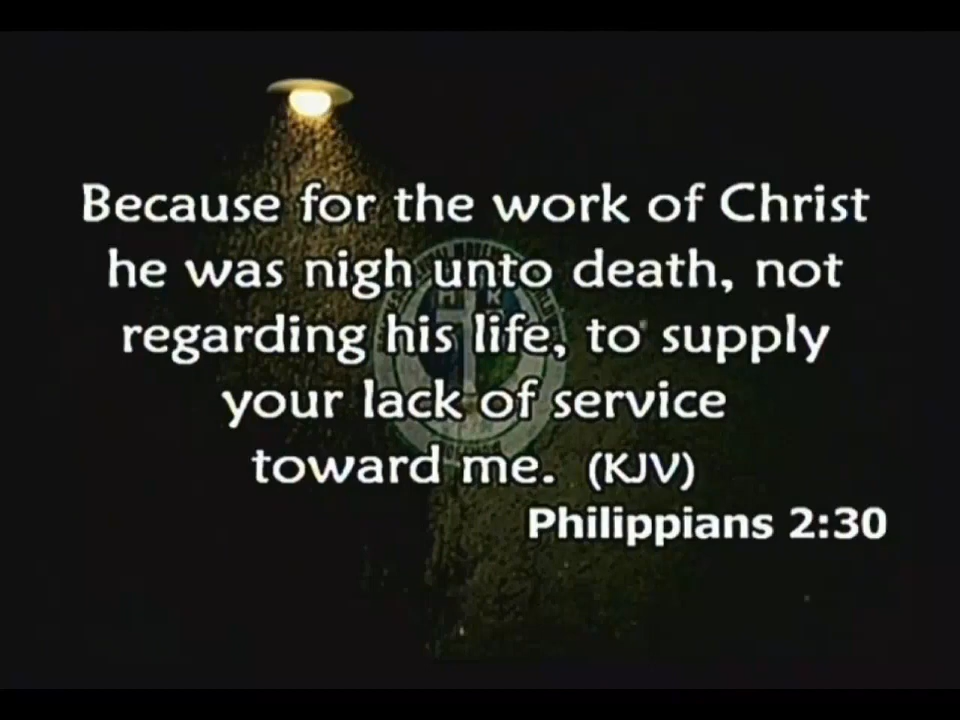 Because for the work of Christ
he was nigh unto death, not
regarding his life, to supply
your lack of service
toward me. (KJV)
Philippians 2:30